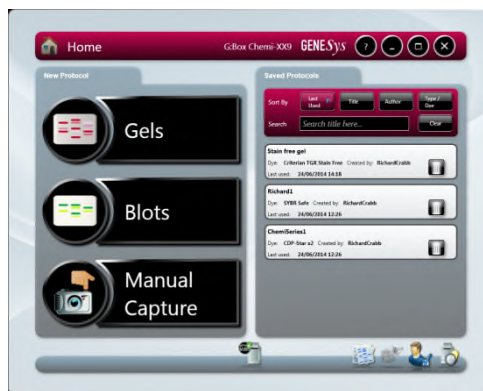 Home
G:Box Chemi-XX9 GENESys ?
New Protocol
Gels
Blots
Manual
Capture
Saved Protocols
Sort By Last Used Title Author Type / Dye
Search Search title here... Clear
Stain free gel
Dye: Criterian TGX Stain Free Created by: RichardCrabb
Last used: 24/06/2014 14:18
Richard1
Dye: SYBR Safe Created by: RichardCrabb
Last used: 24/06/2014 12:26
ChemiSeries1
Dye: CDP-Star x2 Created by: RichardCrabb
Last used: 24/06/2014 12:26